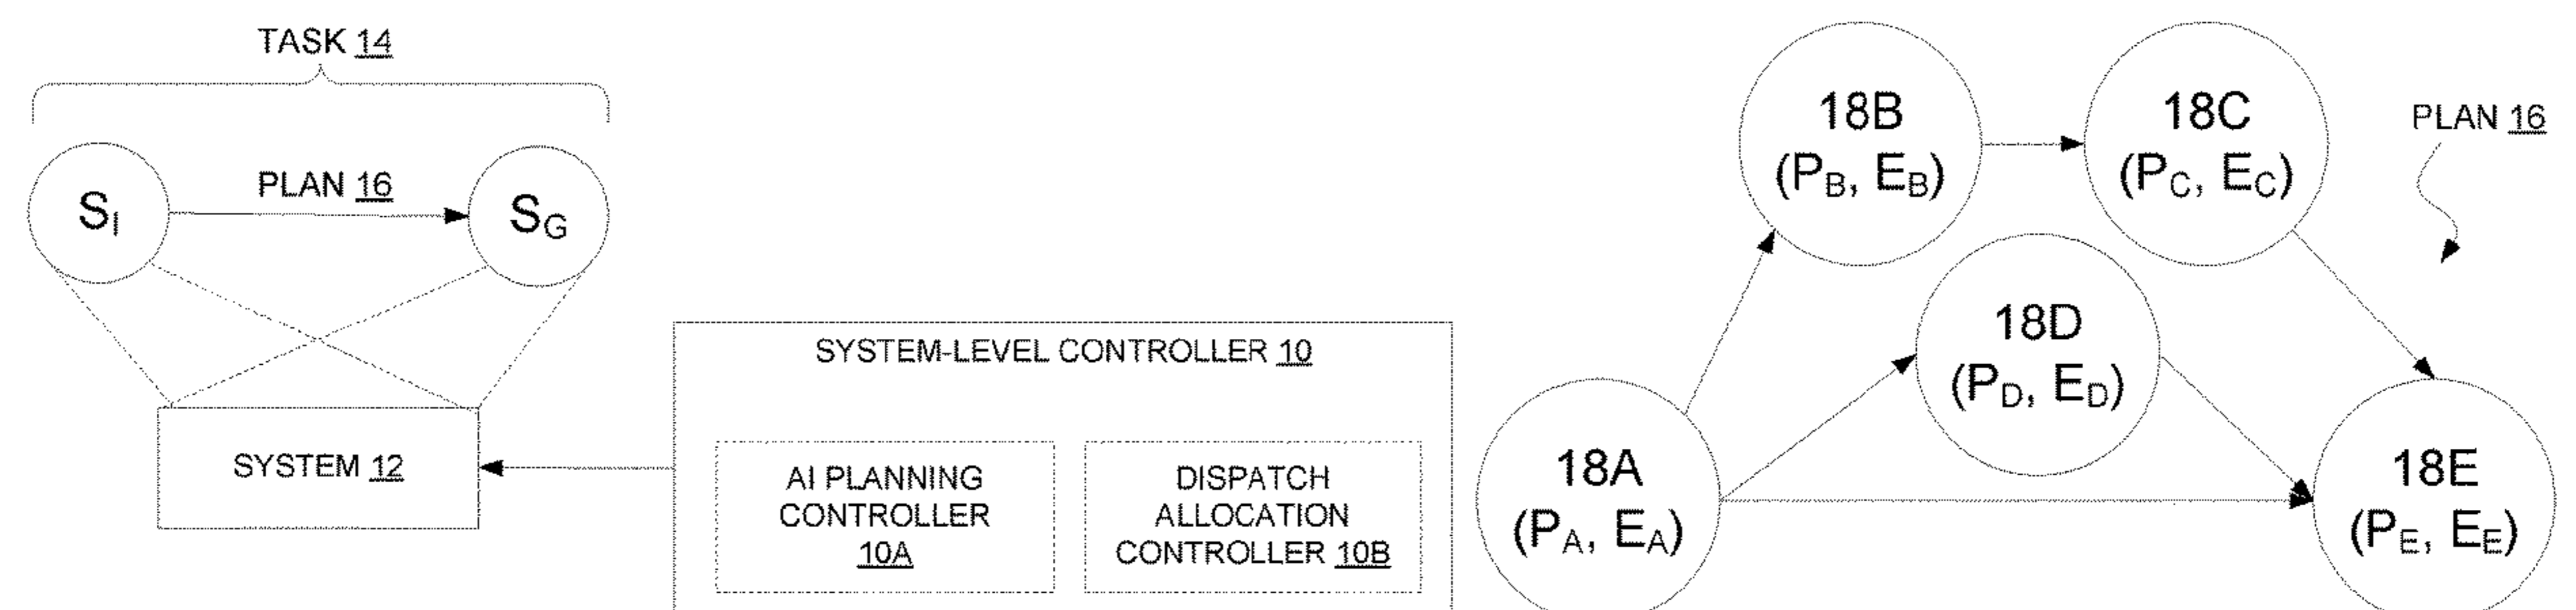 TASK 14
S_I
PLAN 16
S_G
SYSTEM 12
SYSTEM-LEVEL CONTROLLER 10
AI PLANNING
CONTROLLER
10A
DISPATCH
ALLOCATION
CONTROLLER 10B
18A
(P_A, E_A)
18B
(P_B, E_B)
18C
(P_C, E_C)
18D
(P_D, E_D)
18E
(P_E, E_E)
PLAN 16